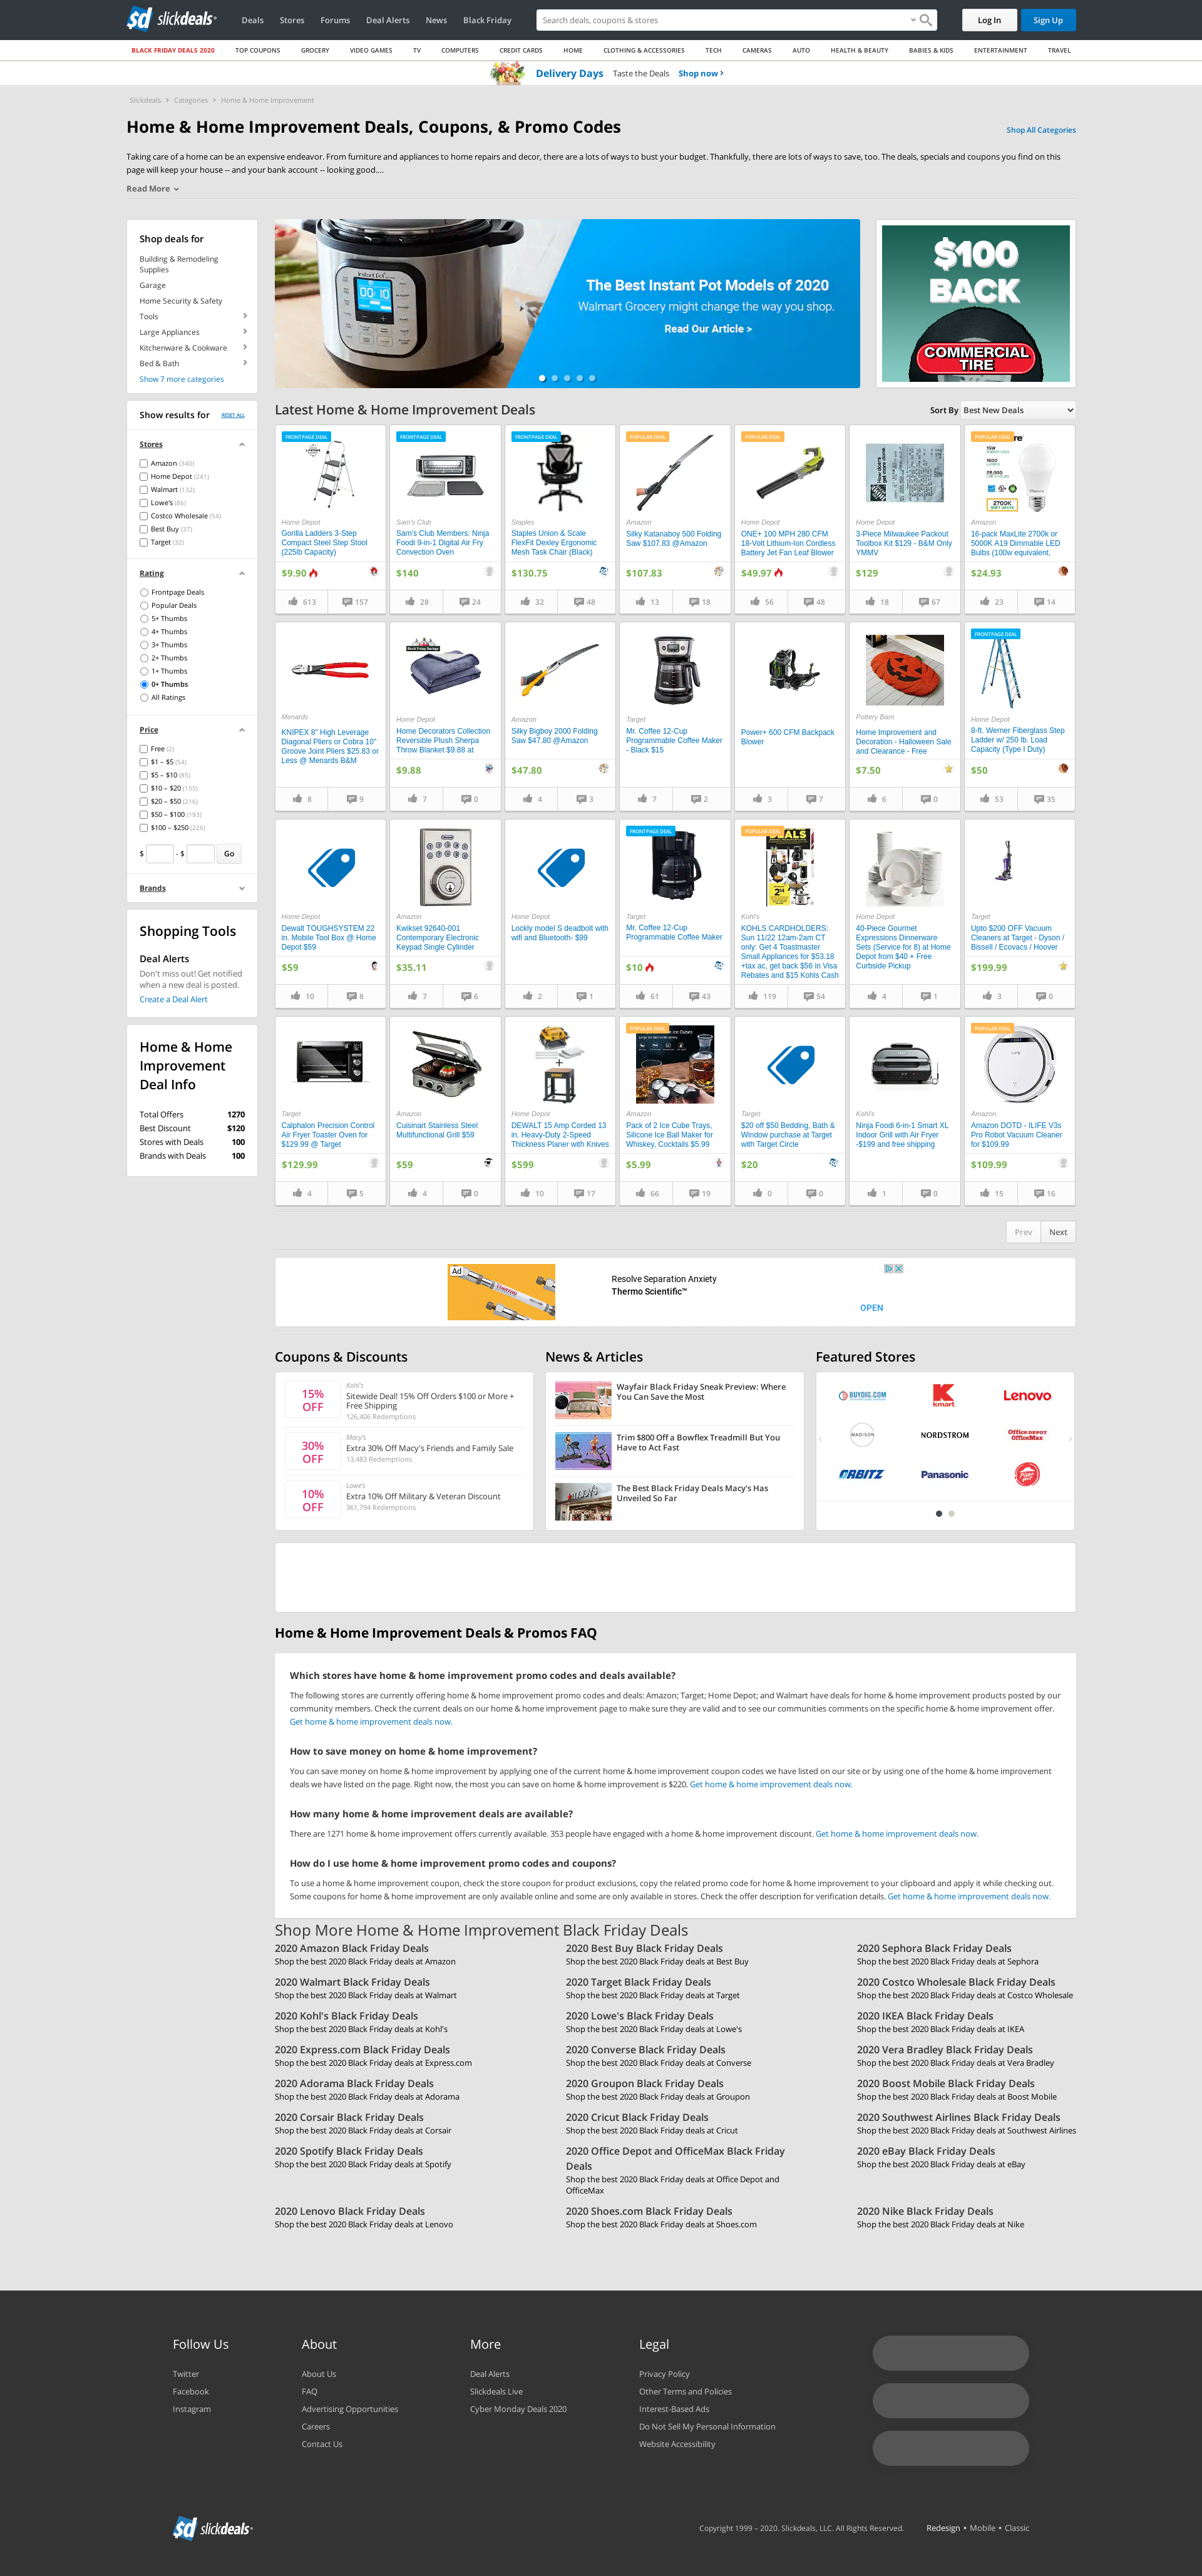 sd slickdeals
Deals Stores Forums Deal Alerts News Black Friday
Search deals, coupons & stores
Log In
Sign Up
BLACK FRIDAY DEALS 2020 TOP COUPONS GROCERY VIDEO GAMES TV COMPUTERS CREDIT CARDS HOME CLOTHING & ACCESSORIES TECH CAMERAS AUTO HEALTH & BEAUTY BABIES & KIDS ENTERTAINMENT TRAVEL
Delivery Days Taste the Deals Shop now ›
Slickdeals › Categories › Home & Home Improvement
Home & Home Improvement Deals, Coupons, & Promo Codes
Shop All Categories
Taking care of a home can be an expensive endeavor. From furniture and appliances to home repairs and decor, there are a lots of ways to bust your budget. Thankfully, there are lots of ways to save, too. The deals, specials and coupons you find on
this page will keep your house -- and your bank account -- looking good....
Read More
Shop deals for
Building & Remodeling
Supplies
Garage
Home Security & Safety
Tools
Large Appliances
Kitchenware & Cookware
Bed & Bath
Show 7 more categories
The Best Instant Pot Models of 2020
Walmart Grocery might change the way you shop.
Read Our Article >
$100
BACK
COMMERCIAL
TIRE
Show results for RESET ALL
Stores
Amazon (340)
Home Depot (241)
Walmart (132)
Lowe's (86)
Costco Wholesale (54)
Best Buy (37)
Target (32)
Rating
Frontpage Deals
Popular Deals
5+ Thumbs
4+ Thumbs
3+ Thumbs
2+ Thumbs
1+ Thumbs
0+ Thumbs
All Ratings
Price
Free (2)
$1 – $5 (54)
$5 – $10 (85)
$10 – $20 (155)
$20 – $50 (216)
$50 – $100 (193)
$100 – $250 (226)
$ - $ Go
Brands
Shopping Tools
Deal Alerts
Don't miss out! Get notified
when a new deal is posted.
Create a Deal Alert
Home & Home
Improvement
Deal Info
Total Offers 1270
Best Discount $120
Stores with Deals 100
Brands with Deals 100
Latest Home & Home Improvement Deals
Sort By Best New Deals
FRONTPAGE DEAL
Home Depot
Gorilla Ladders 3-Step
Compact Steel Step Stool
(225lb Capacity)
$9.90
613 157
FRONTPAGE DEAL
Sam's Club
Sam's Club Members: Ninja
Foodi 9-in-1 Digital Air Fry
Convection Oven
$140
28 24
FRONTPAGE DEAL
Staples
Staples Union & Scale
FlexFit Dexley Ergonomic
Mesh Task Chair (Black)
$130.75
32 48
POPULAR DEAL
Amazon
Silky Katanaboy 500 Folding
Saw $107.83 @Amazon
$107.83
13 18
POPULAR DEAL
Home Depot
ONE+ 100 MPH 280 CFM
18-Volt Lithium-Ion Cordless
Battery Jet Fan Leaf Blower
$49.97
56 48
Home Depot
3-Piece Milwaukee Packout
Toolbox Kit $129 - B&M Only
YMMV
$129
18 67
POPULAR DEAL
Amazon
16-pack MaxLite 2700k or
5000K A19 Dimmable LED
Bulbs (100w equivalent,
$24.93
23 14
Menards
KNIPEX 8" High Leverage
Diagonal Pliers or Cobra 10"
Groove Joint Pliers $25.83 or
Less @ Menards B&M
8 9
Home Depot
Home Decorators Collection
Reversible Plush Sherpa
Throw Blanket $9.88 at
$9.88
7 0
Amazon
Silky Bigboy 2000 Folding
Saw $47.80 @Amazon
$47.80
4 3
Target
Mr. Coffee 12-Cup
Programmable Coffee Maker
- Black $15
7 2
Power+ 600 CFM Backpack
Blower
3 7
Pottery Barn
Home Improvement and
Decoration - Halloween Sale
and Clearance - Free
$7.50
6 0
FRONTPAGE DEAL
Home Depot
8-ft. Werner Fiberglass Step
Ladder w/ 250 lb. Load
Capacity (Type I Duty)
$50
53 35
Home Depot
Dewalt TOUGHSYSTEM 22
in. Mobile Tool Box @ Home
Depot $59
$59
10 8
Amazon
Kwikset 92640-001
Contemporary Electronic
Keypad Single Cylinder
$35.11
7 6
Home Depot
Lockly model S deadbolt with
wifi and Bluetooth- $99
2 1
FRONTPAGE DEAL
Target
Mr. Coffee 12-Cup
Programmable Coffee Maker
$10
61 43
POPULAR DEAL
Kohl's
KOHLS CARDHOLDERS:
Sun 11/22 12am-2am CT
only: Get 4 Toastmaster
Small Appliances for $53.18
+tax ac, get back $56 in Visa
Rebates and $15 Kohls Cash
119 54
Home Depot
40-Piece Gourmet
Expressions Dinnerware
Sets (Service for 8) at Home
Depot from $40 + Free
Curbside Pickup
4 1
Target
Upto $200 OFF Vacuum
Cleaners at Target - Dyson /
Bissell / Ecovacs / Hoover
$199.99
3 0
Target
Calphalon Precision Control
Air Fryer Toaster Oven for
$129.99 @ Target
$129.99
4 5
Amazon
Cuisinart Stainless Steel
Multifunctional Grill $59
$59
4 0
Home Depot
DEWALT 15 Amp Corded 13
in. Heavy-Duty 2-Speed
Thickness Planer with Knives
$599
10 17
POPULAR DEAL
Amazon
Pack of 2 Ice Cube Trays,
Silicone Ice Ball Maker for
Whiskey, Cocktails $5.99
$5.99
66 19
Target
$20 off $50 Bedding, Bath &
Window purchase at Target
with Target Circle
$20
0 0
Kohl's
Ninja Foodi 6-in-1 Smart XL
Indoor Grill with Air Fryer
-$199 and free shipping
1 0
POPULAR DEAL
Amazon
Amazon DOTD - ILIFE V3s
Pro Robot Vacuum Cleaner
for $109.99
$109.99
15 16
Prev Next
Ad
Resolve Separation Anxiety
Thermo Scientific™
OPEN
Coupons & Discounts
15%
OFF
Kohl's
Sitewide Deal! 15% Off Orders $100 or More +
Free Shipping
126,406 Redemptions
30%
OFF
Macy's
Extra 30% Off Macy's Friends and Family Sale
13,483 Redemptions
10%
OFF
Lowe's
Extra 10% Off Military & Veteran Discount
361,794 Redemptions
News & Articles
Wayfair Black Friday Sneak Preview: Where
You Can Save the Most
Trim $800 Off a Bowflex Treadmill But You
Have to Act Fast
The Best Black Friday Deals Macy's Has
Unveiled So Far
Featured Stores
BUYDIG.COM kmart Lenovo
MADISON NORDSTROM Office DEPOT OfficeMax
ORBITZ Panasonic Pizza Hut
Home & Home Improvement Deals & Promos FAQ
Which stores have home & home improvement promo codes and deals available?
The following stores are currently offering home & home improvement promo codes and deals: Amazon; Target; Home Depot; and Walmart have deals for home & home improvement products posted by our
community members. Check the current deals on our home & home improvement page to make sure they are valid and to see our communities comments on the specific home & home improvement offer.
Get home & home improvement deals now.
How to save money on home & home improvement?
You can save money on home & home improvement by applying one of the current home & home improvement coupon codes we have listed on our site or by using one of the home & home improvement
deals we have listed on the page. Right now, the most you can save on home & home improvement is $220. Get home & home improvement deals now.
How many home & home improvement deals are available?
There are 1271 home & home improvement offers currently available. 353 people have engaged with a home & home improvement discount. Get home & home improvement deals now.
How do I use home & home improvement promo codes and coupons?
To use a home & home improvement coupon, check the store coupon for product exclusions, copy the related promo code for home & home improvement to your clipboard and apply it while checking out.
Some coupons for home & home improvement are only available online and some are only available in stores. Check the offer description for verification details. Get home & home improvement deals now.
Shop More Home & Home Improvement Black Friday Deals
2020 Amazon Black Friday Deals
Shop the best 2020 Black Friday deals at Amazon
2020 Best Buy Black Friday Deals
Shop the best 2020 Black Friday deals at Best Buy
2020 Sephora Black Friday Deals
Shop the best 2020 Black Friday deals at Sephora
2020 Walmart Black Friday Deals
Shop the best 2020 Black Friday deals at Walmart
2020 Target Black Friday Deals
Shop the best 2020 Black Friday deals at Target
2020 Costco Wholesale Black Friday Deals
Shop the best 2020 Black Friday deals at Costco Wholesale
2020 Kohl's Black Friday Deals
Shop the best 2020 Black Friday deals at Kohl's
2020 Lowe's Black Friday Deals
Shop the best 2020 Black Friday deals at Lowe's
2020 IKEA Black Friday Deals
Shop the best 2020 Black Friday deals at IKEA
2020 Express.com Black Friday Deals
Shop the best 2020 Black Friday deals at Express.com
2020 Converse Black Friday Deals
Shop the best 2020 Black Friday deals at Converse
2020 Vera Bradley Black Friday Deals
Shop the best 2020 Black Friday deals at Vera Bradley
2020 Adorama Black Friday Deals
Shop the best 2020 Black Friday deals at Adorama
2020 Groupon Black Friday Deals
Shop the best 2020 Black Friday deals at Groupon
2020 Boost Mobile Black Friday Deals
Shop the best 2020 Black Friday deals at Boost Mobile
2020 Corsair Black Friday Deals
Shop the best 2020 Black Friday deals at Corsair
2020 Cricut Black Friday Deals
Shop the best 2020 Black Friday deals at Cricut
2020 Southwest Airlines Black Friday Deals
Shop the best 2020 Black Friday deals at Southwest Airlines
2020 Spotify Black Friday Deals
Shop the best 2020 Black Friday deals at Spotify
2020 Office Depot and OfficeMax Black Friday
Deals
Shop the best 2020 Black Friday deals at Office Depot and
OfficeMax
2020 eBay Black Friday Deals
Shop the best 2020 Black Friday deals at eBay
2020 Lenovo Black Friday Deals
Shop the best 2020 Black Friday deals at Lenovo
2020 Shoes.com Black Friday Deals
Shop the best 2020 Black Friday deals at Shoes.com
2020 Nike Black Friday Deals
Shop the best 2020 Black Friday deals at Nike
Follow Us
Twitter
Facebook
Instagram
About
About Us
FAQ
Advertising Opportunities
Careers
Contact Us
More
Deal Alerts
Slickdeals Live
Cyber Monday Deals 2020
Legal
Privacy Policy
Other Terms and Policies
Interest-Based Ads
Do Not Sell My Personal Information
Website Accessibility
sd slickdeals
Copyright 1999 – 2020. Slickdeals, LLC. All Rights Reserved.
Redesign • Mobile • Classic